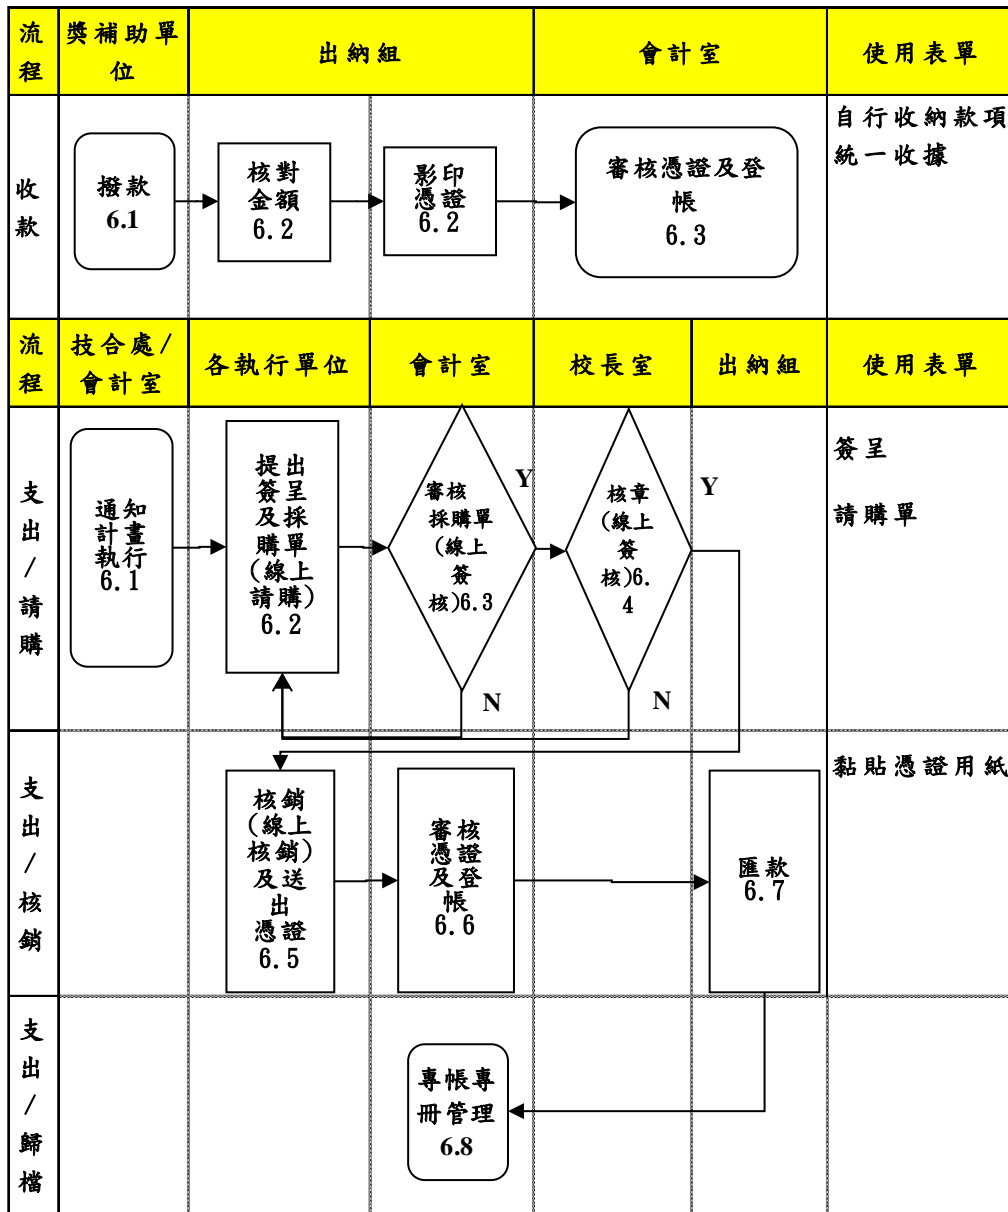 流程
獎補助單位
出納組
會計室
使用表單
收款
撥款
6.1
核對
金額
6.2
影印
憑證
6.2
審核憑證及登
帳
6.3
自行收納款項
統一收據
流程
技合處/
會計室
各執行單位
會計室
校長室
出納組
使用表單
支出/請購
通知
計畫
執行
6.1
提出
簽呈
及採
購單
(線上
請購)
6.2
審核
採購單
(線上
簽
核)6.3
Y
N
核章
(線上
簽
核)6.
4
Y
N
簽呈
請購單
支出/核銷
核銷
(線上
核銷)
及送
出
憑證
6.5
審核
憑證
及登
帳
6.6
匯款
6.7
黏貼憑證用紙
支出/歸檔
專帳專
冊管理
6.8